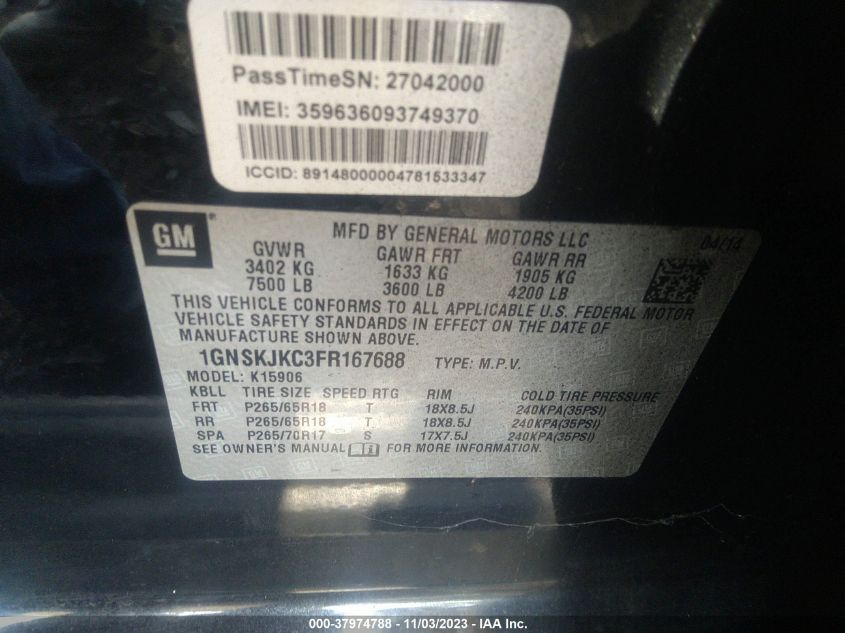 PassTimeSN: 27042000
IMEI: 359636093749370
ICCID: 89148000004781533347
GM®
MFD BY GENERAL MOTORS LLC 04/14
GVWR GAWR FRT GAWR RR
3402 KG 1633 KG 1905 KG
7500 LB 3600 LB 4200 LB
THIS VEHICLE CONFORMS TO ALL APPLICABLE U.S. FEDERAL MOTOR
VEHICLE SAFETY STANDARDS IN EFFECT ON THE DATE OF
MANUFACTURE SHOWN ABOVE.
1GNSKJKC3FR167688 TYPE: M.P.V.
MODEL: K15906
KBLL TIRE SIZE SPEED RTG RIM COLD TIRE PRESSURE
FRT P265/65R18 T 18X8.5J 240KPA(35PSI)
RR P265/65R18 T 18X8.5J 240KPA(35PSI)
SPA P265/70R17 S 17X7.5J 240KPA(35PSI)
SEE OWNER'S MANUAL i FOR MORE INFORMATION.
000-37974788 - 11/03/2023 - IAA Inc.